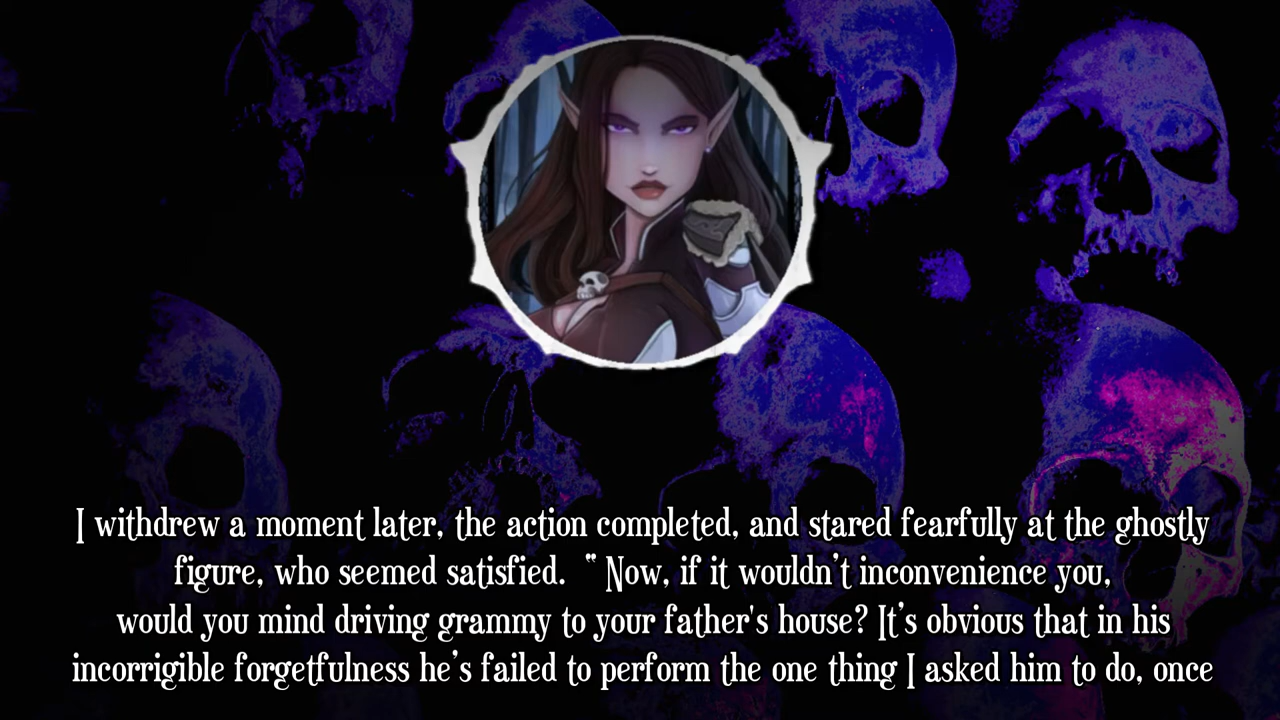 I withdrew a moment later, the action completed, and stared fearfully at the ghostly
figure, who seemed satisfied. “Now, if it wouldn’t inconvenience you,
would you mind driving grammy to your father's house? It’s obvious that in his
incorrigible forgetfulness he’s failed to perform the one thing I asked him to do, once